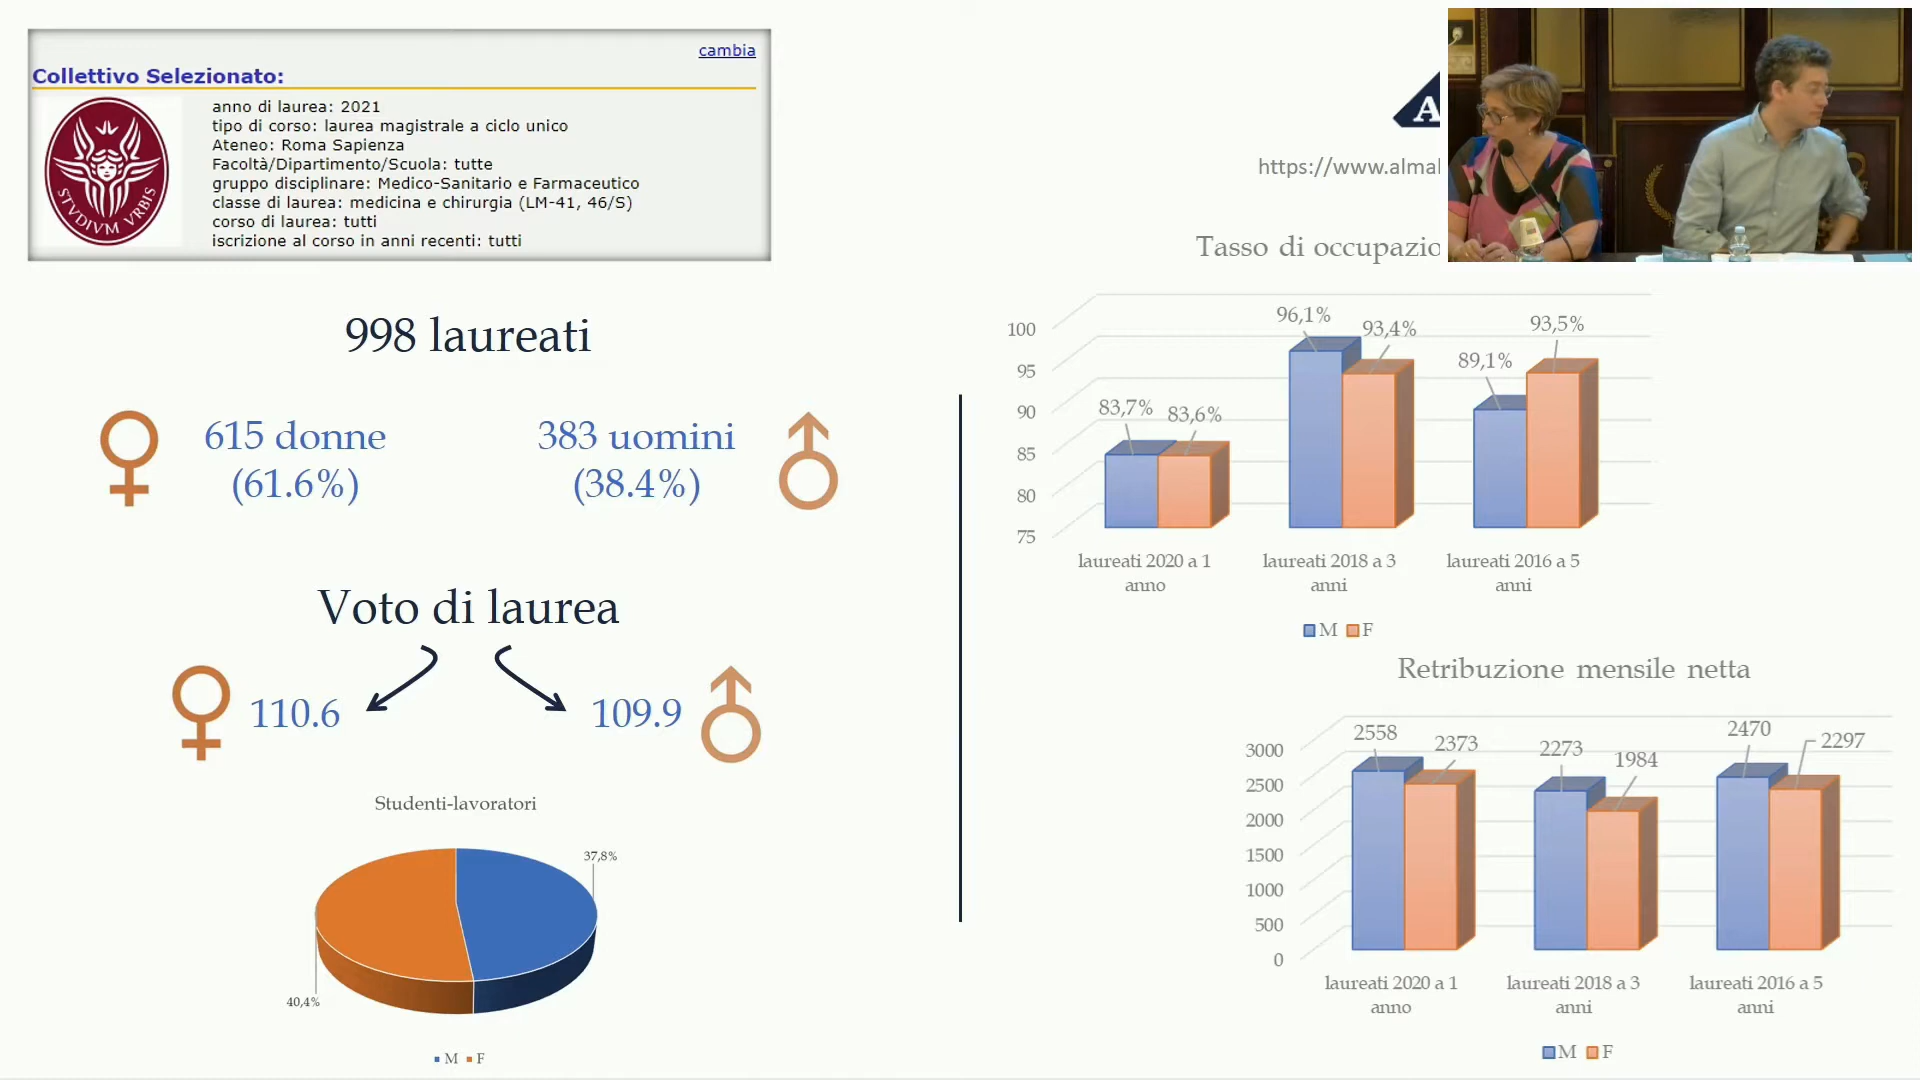 cambia
Collettivo Selezionato:
anno di laurea: 2021
tipo di corso: laurea magistrale a ciclo unico
Ateneo: Roma Sapienza
Facoltà/Dipartimento/Scuola: tutte
gruppo disciplinare: Medico-Sanitario e Farmaceutico
classe di laurea: medicina e chirurgia (LM-41, 46/S)
corso di laurea: tutti
iscrizione al corso in anni recenti: tutti
STVDIVM VRBIS
998 laureati
615 donne
(61.6%)
383 uomini
(38.4%)
Voto di laurea
110.6
109.9
Studenti-lavoratori
37,8%
40,4%
M F
A
https://www.almal
Tasso di occupazio
100
95
90
85
80
75
83,7%
83,6%
96,1%
93,4%
89,1%
93,5%
laureati 2020 a 1
anno
laureati 2018 a 3
anni
laureati 2016 a 5
anni
M F
Retribuzione mensile netta
3000
2500
2000
1500
1000
500
0
2558
2373
2273
1984
2470
2297
laureati 2020 a 1
anno
laureati 2018 a 3
anni
laureati 2016 a 5
anni
M F